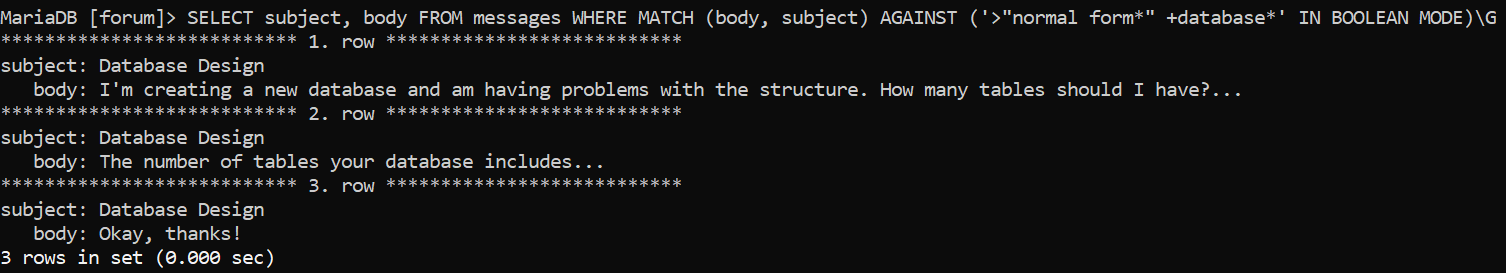 MariaDB [forum]> SELECT subject, body FROM messages WHERE MATCH (body, subject) AGAINST ('>"normal form*" +database*' IN BOOLEAN MODE)\G
*************************** 1. row ***************************
subject: Database Design
   body: I'm creating a new database and am having problems with the structure. How many tables should I have?...
*************************** 2. row ***************************
subject: Database Design
   body: The number of tables your database includes...
*************************** 3. row ***************************
subject: Database Design
   body: Okay, thanks!
3 rows in set (0.000 sec)